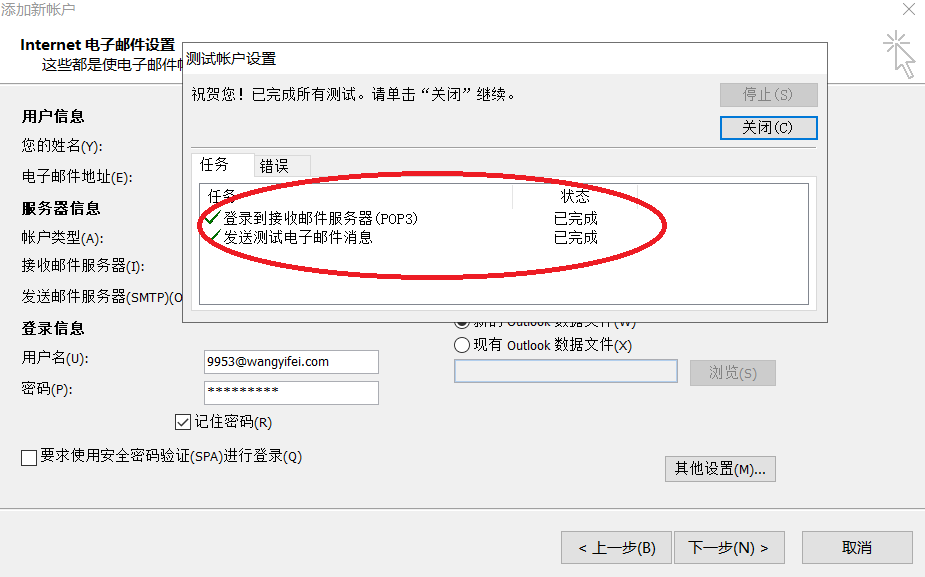 添加新帐户
Internet 电子邮件设置
这些都是使电子邮件帐
测试帐户设置
祝贺您！已完成所有测试。请单击“关闭”继续。
停止(S)
关闭(C)
任务 错误
任务 状态
登录到接收邮件服务器(POP3) 已完成
发送测试电子邮件消息 已完成
用户信息
您的姓名(Y):
电子邮件地址(E):
服务器信息
帐户类型(A):
接收邮件服务器(I):
发送邮件服务器(SMTP)(O
登录信息
用户名(U): 9953@wangyifei.com
密码(P): *********
记住密码(R)
要求使用安全密码验证(SPA)进行登录(Q)
新的 Outlook 数据文件(W)
现有 Outlook 数据文件(X)
浏览(S)
其他设置(M)...
< 上一步(B) 下一步(N) > 取消